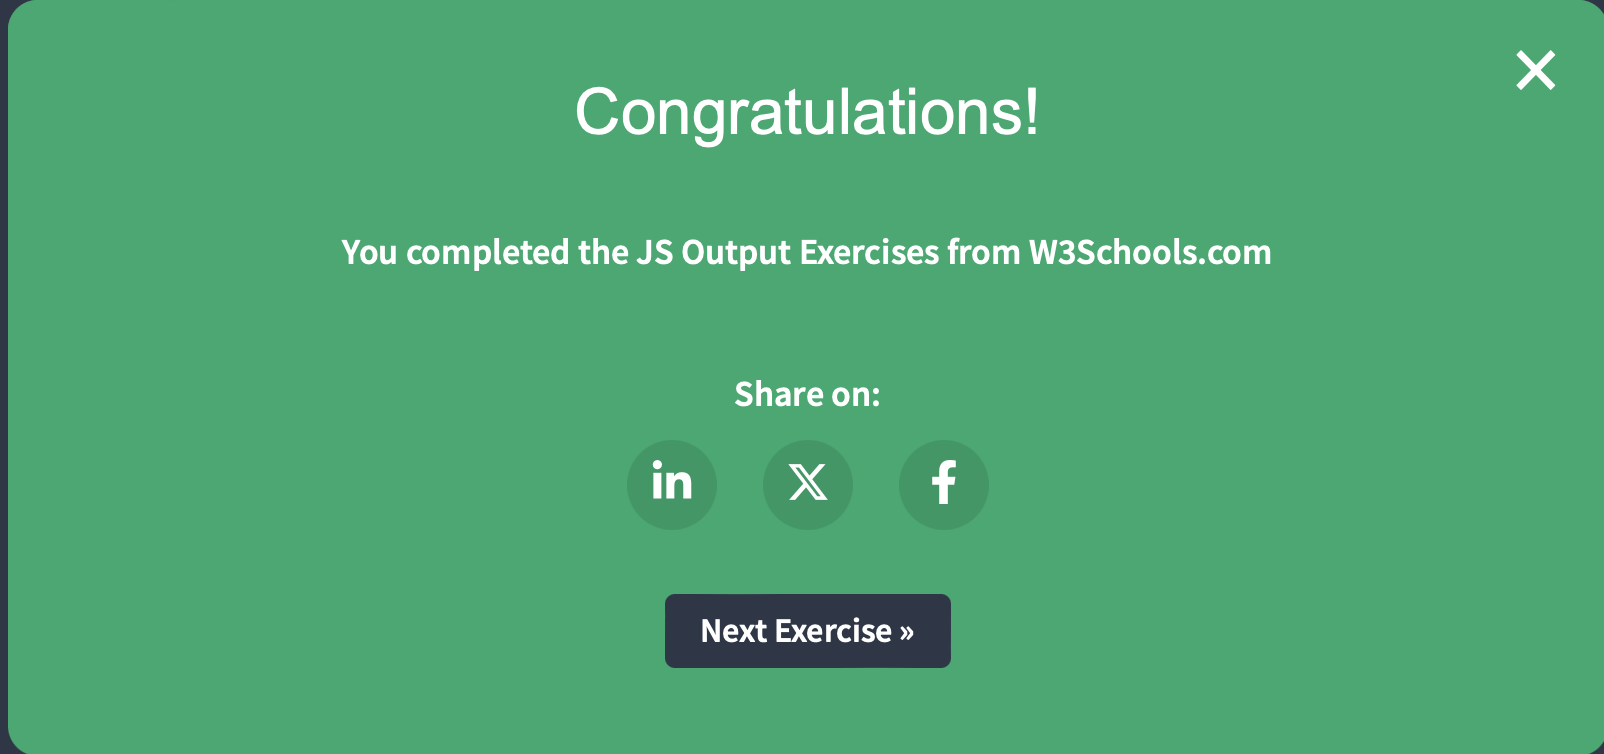 Congratulations!
You completed the JS Output Exercises from W3Schools.com
Share on:
in X f
Next Exercise »